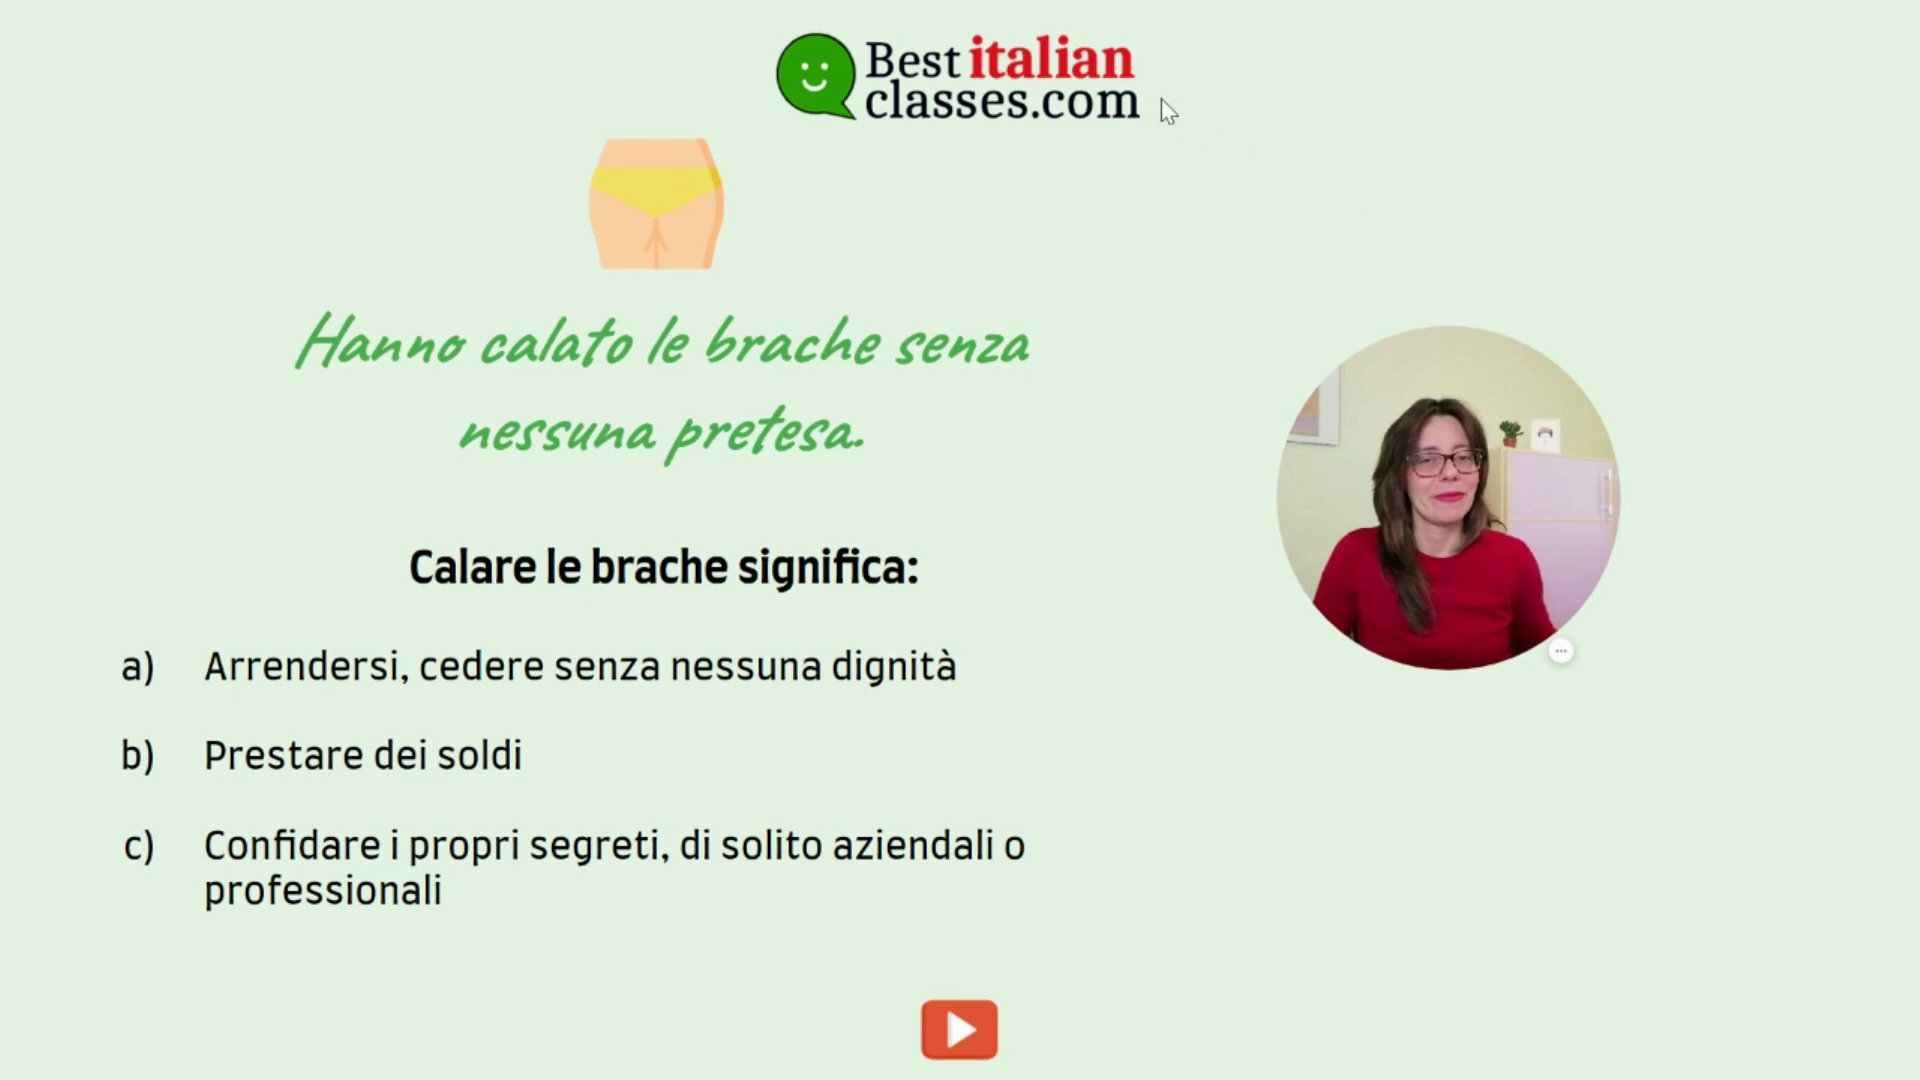 Best italian
classes.com
Hanno calato le brache senza
nessuna pretesa.
Calare le brache significa:
a) Arrendersi, cedere senza nessuna dignità
b) Prestare dei soldi
c) Confidare i propri segreti, di solito aziendali o
professionali